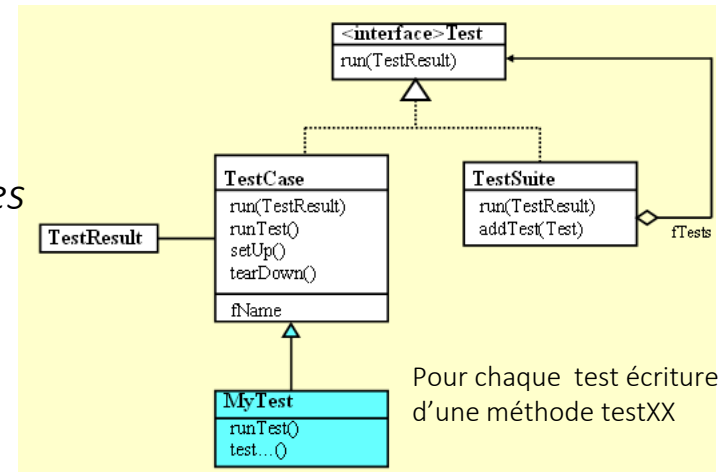 <interface>Test
run(TestResult)
es
TestCase
run(TestResult)
runTest()
setUp()
tearDown()
fName
TestSuite
run(TestResult)
addTest(Test)
fTests
TestResult
MyTest
runTest()
test...()
Pour chaque test écriture
d’une méthode testXX